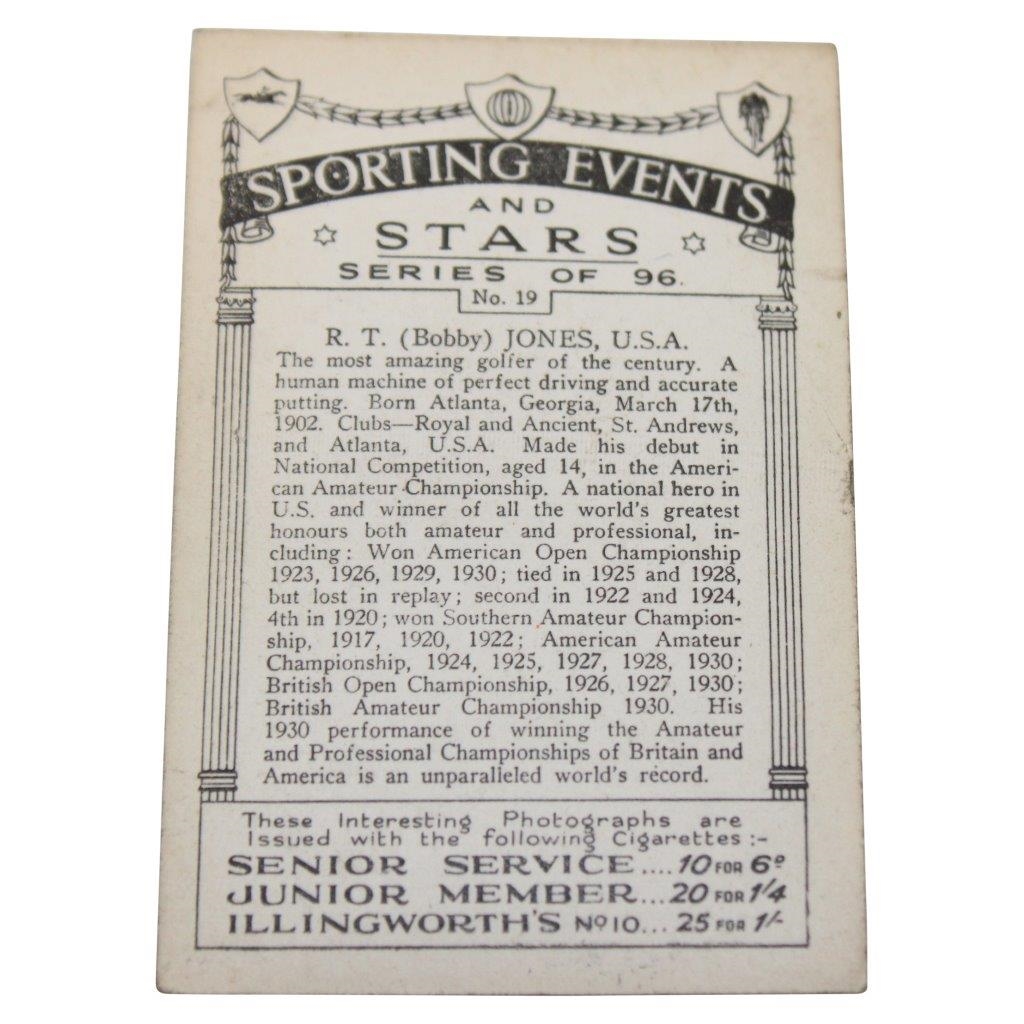 SPORTING EVENTS
AND
STARS
SERIES OF 96.
No. 19
R. T. (Bobby) JONES, U.S.A.
The most amazing golfer of the century. A
human machine of perfect driving and accurate
putting. Born Atlanta, Georgia, March 17th,
1902. Clubs—Royal and Ancient, St. Andrews,
and Atlanta, U.S.A. Made his debut in
National Competition, aged 14, in the Ameri-
can Amateur Championship. A national hero in
U.S. and winner of all the world's greatest
honours both amateur and professional, in-
cluding: Won American Open Championship
1923, 1926, 1929, 1930; tied in 1925 and 1928,
but lost in replay; second in 1922 and 1924,
4th in 1920; won Southern Amateur Champion-
ship, 1917, 1920, 1922; American Amateur
Championship, 1924, 1925, 1927, 1928, 1930;
British Open Championship, 1926, 1927, 1930;
British Amateur Championship 1930. His
1930 performance of winning the Amateur
and Professional Championships of Britain and
America is an unparalleled world's record.
These Interesting Photographs are
Issued with the following Cigarettes:-
SENIOR SERVICE.... 10 FOR 6D
JUNIOR MEMBER... 20 FOR 1/4
ILLINGWORTH'S No 10... 25 FOR 1/-